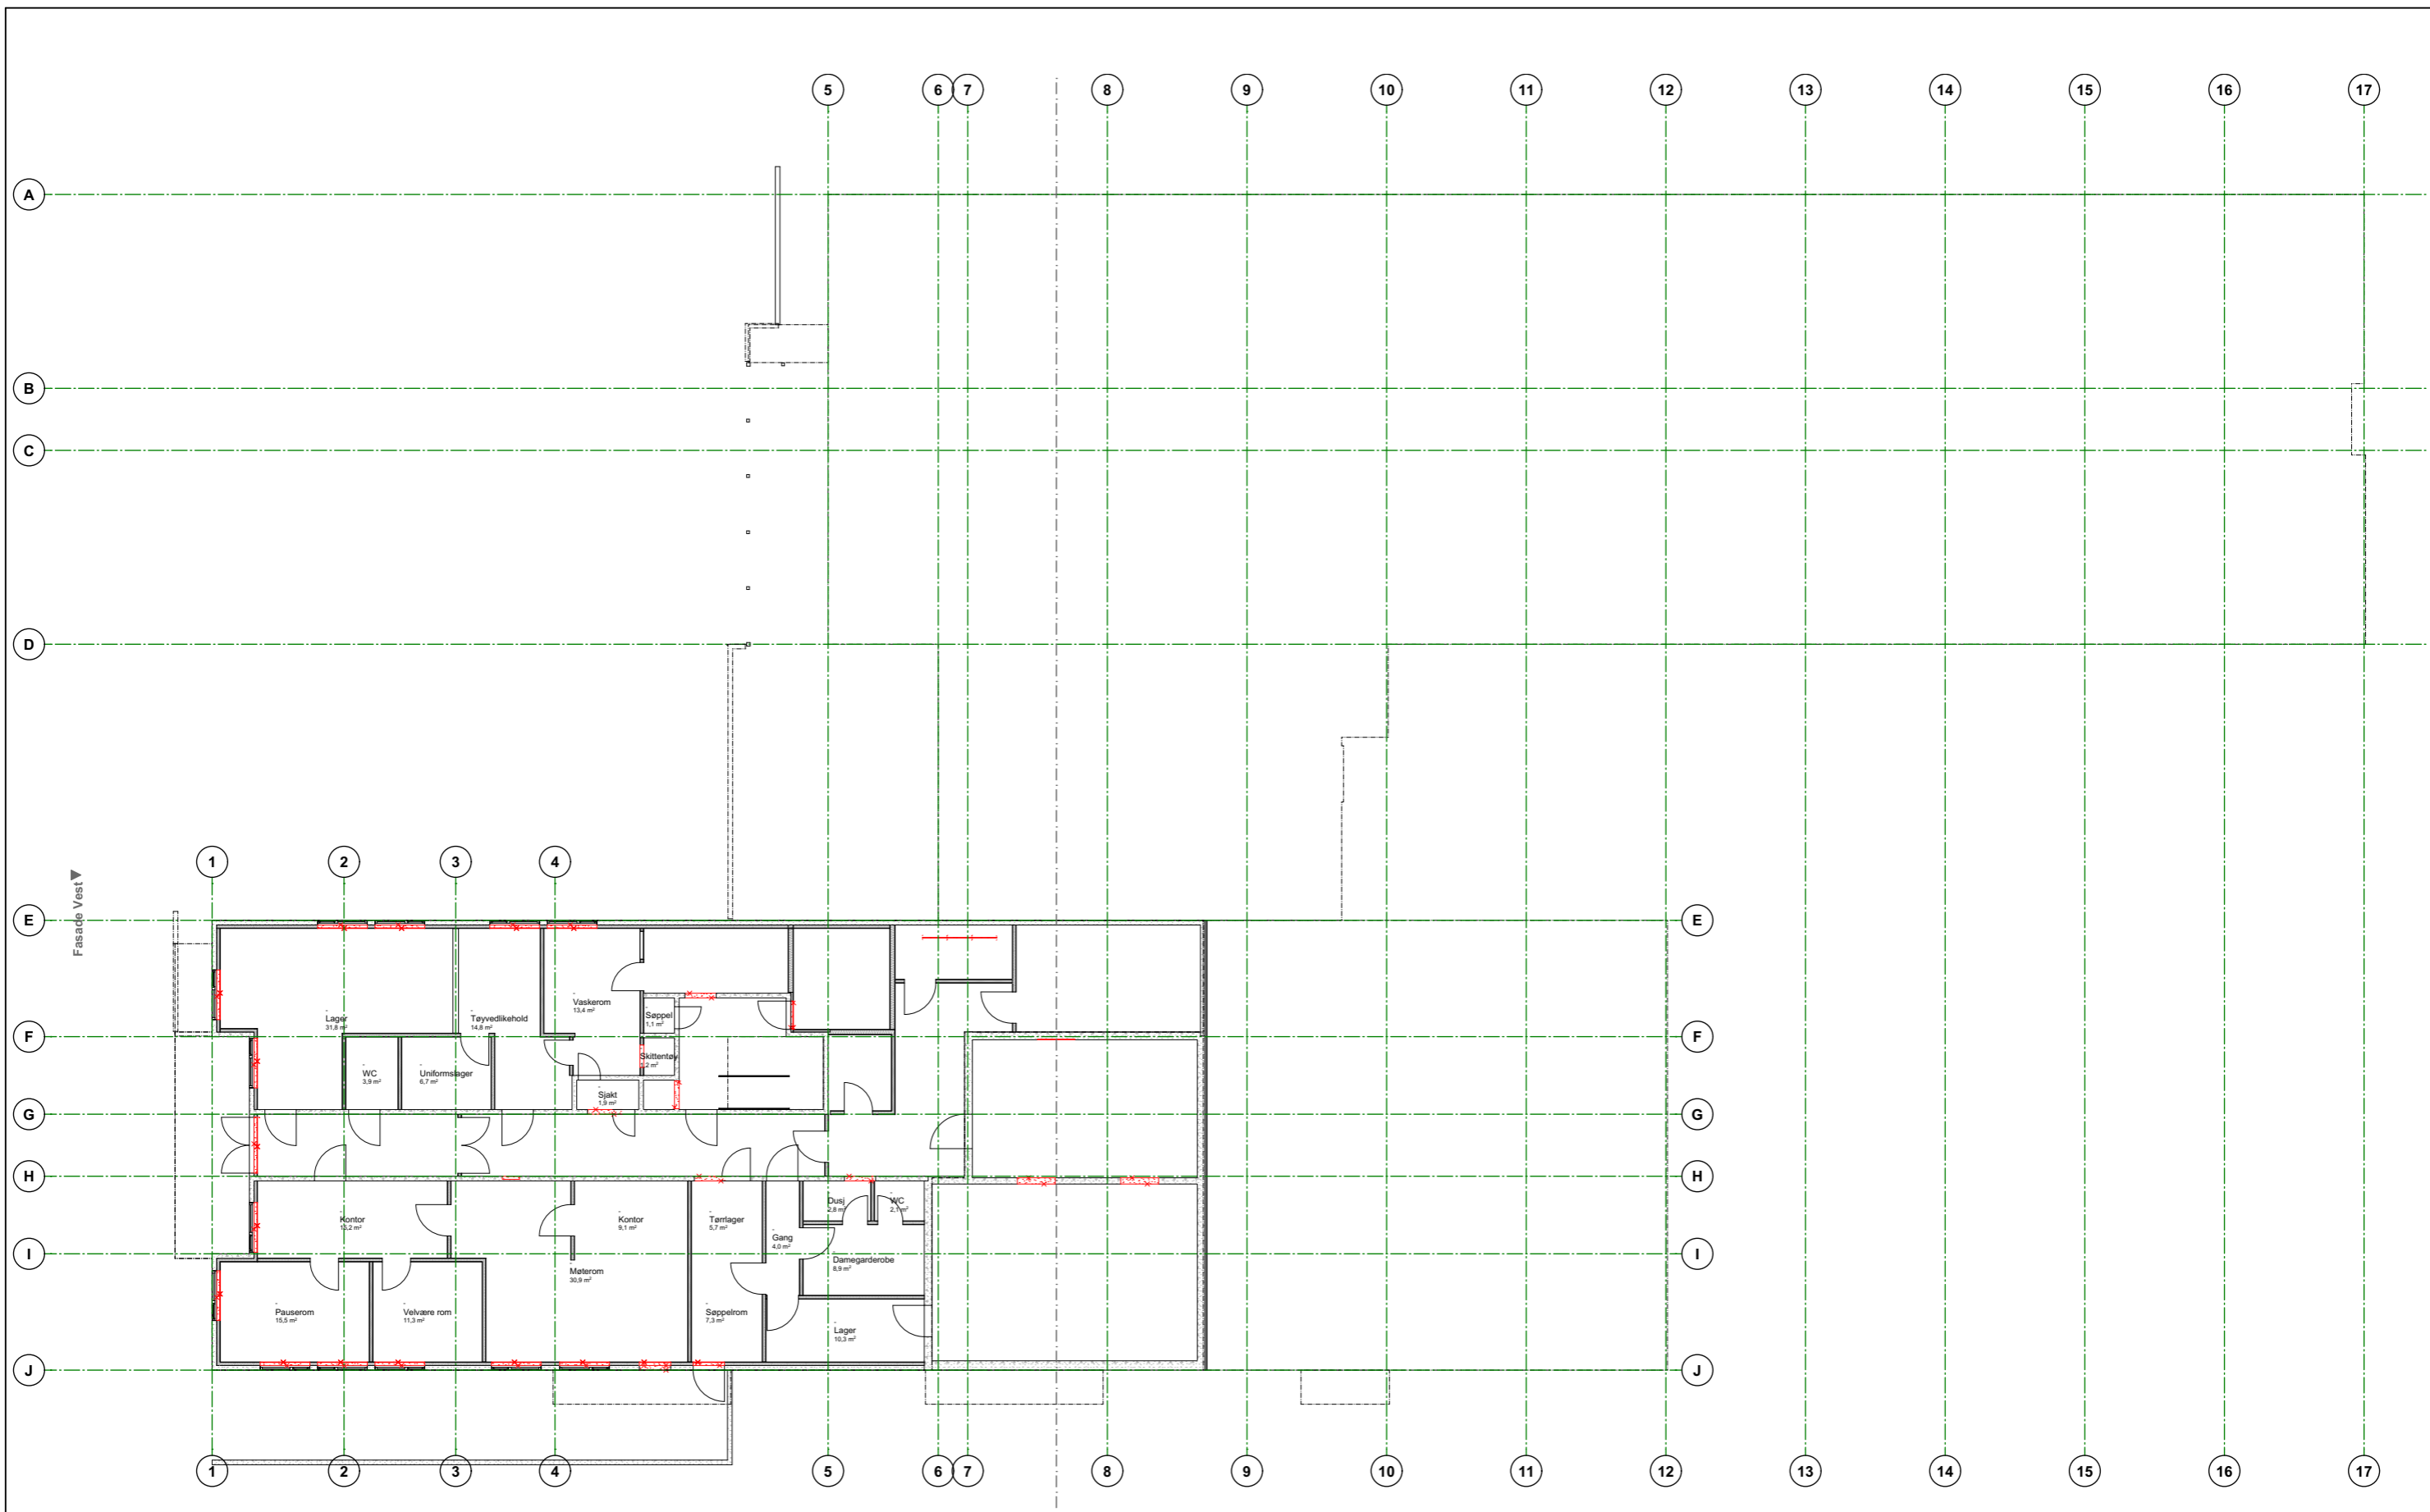 5 6 7 8 9 10 11 12 13 14 15 16 17
A
B
C
D
1 2 3 4
Fasade Vest
E E
Lager
31,8 m²
Tøyvedlikehold
14,8 m²
Vaskerom
13,4 m²
Søppel
1,1 m²
F F
WC
3,9 m²
Uniformslager
6,7 m²
Skittentøy
2 m²
Sjakt
1,9 m²
G G
H H
Kontor
13,2 m²
Kontor
9,1 m²
Tørrlager
5,7 m²
Dusj
2,8 m²
WC
2,1 m²
Gang
4,0 m²
I I
Møterom
30,9 m²
Damegarderobe
8,9 m²
Pauserom
15,5 m²
Velvære rom
11,3 m²
Søppelrom
7,3 m²
Lager
10,3 m²
J J
1 2 3 4 5 6 7 8 9 10 11 12 13 14 15 16 17